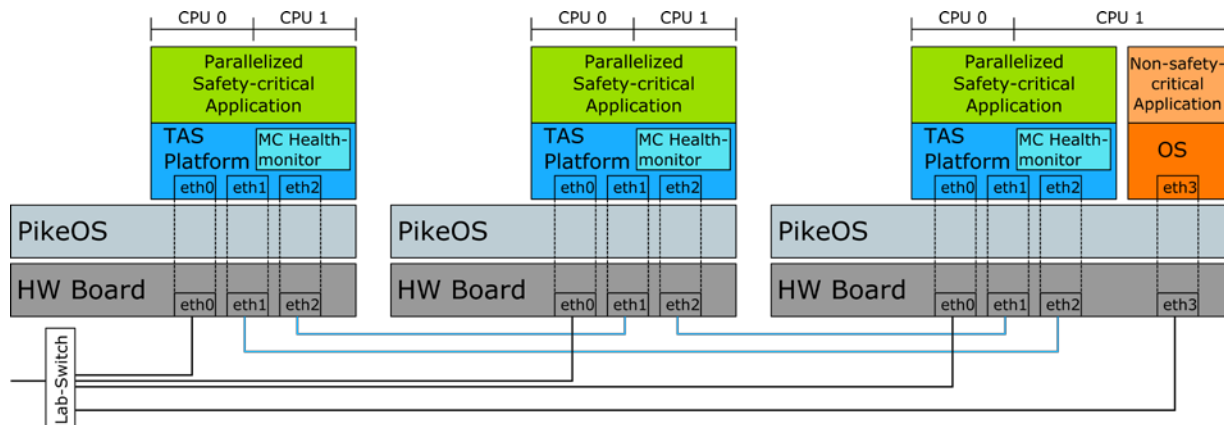 CPU 0 CPU 1
CPU 0 CPU 1
CPU 0 CPU 1
Parallelized
Safety-critical
Application
TAS
Platform
MC Health-
monitor
eth0 eth1 eth2
PikeOS
HW Board
eth0 eth1 eth2
Parallelized
Safety-critical
Application
TAS
Platform
MC Health-
monitor
eth0 eth1 eth2
PikeOS
HW Board
eth0 eth1 eth2
Parallelized
Safety-critical
Application
TAS
Platform
MC Health-
monitor
eth0 eth1 eth2
Non-safety-
critical
Application
OS
eth3
PikeOS
HW Board
eth0 eth1 eth2 eth3
Lab-Switch